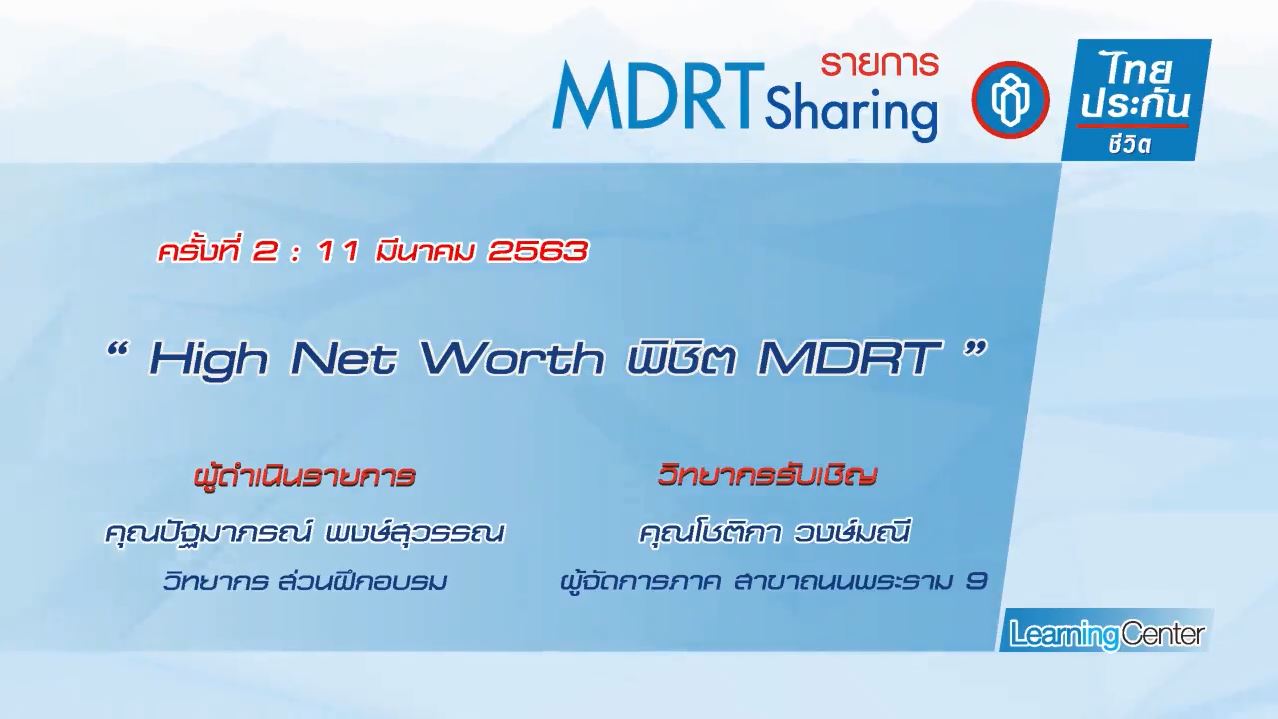 รายการ
MDRT Sharing
ไทย
ประกัน
ชีวิต
ครั้งที่ 2 : 11 มีนาคม 2563
“ High Net Worth พิชิต MDRT ”
ผู้ดำเนินรายการ
คุณปัฐมาภรณ์ พงษ์สุวรรณ
วิทยากร ส่วนฝึกอบรม
วิทยากรรับเชิญ
คุณโชติกา วงษ์มณี
ผู้จัดการภาค สาขาถนนพระราม 9
LearningCenter